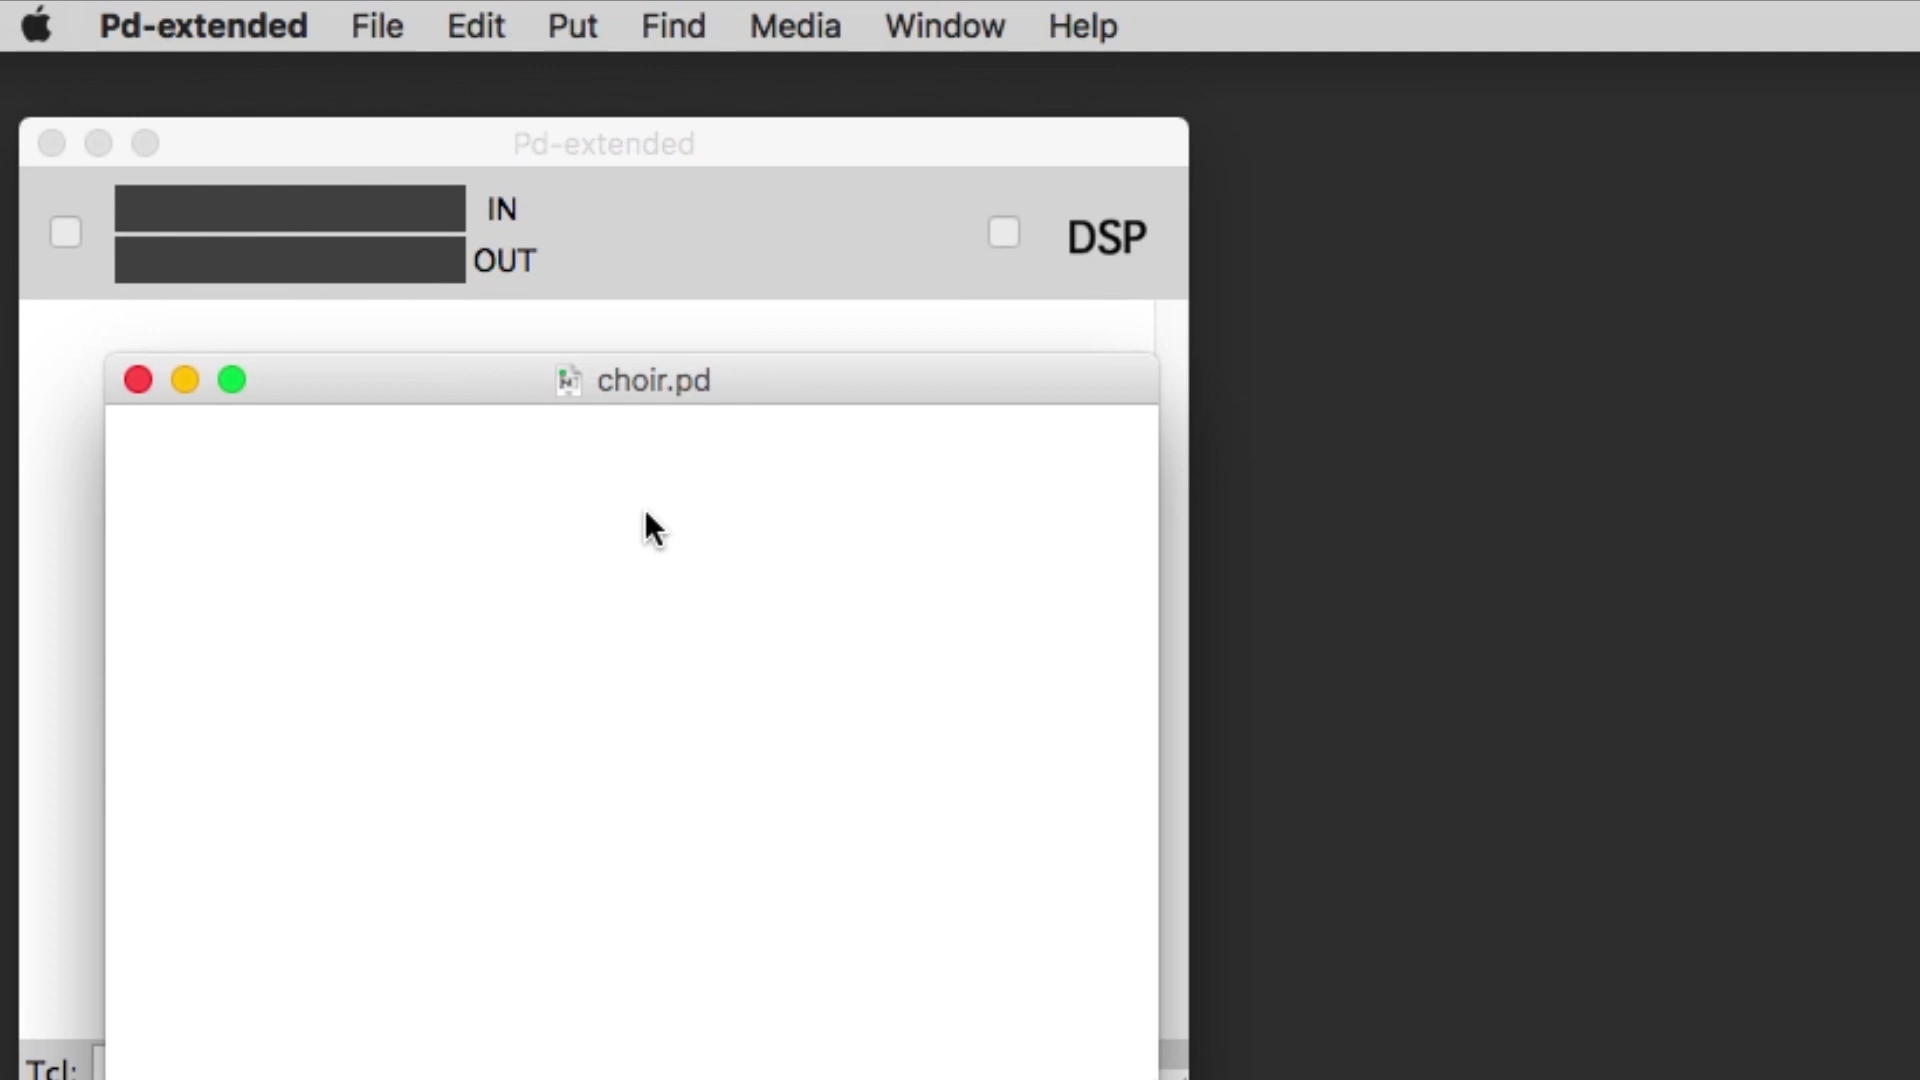 Pd-extended File Edit Put Find Media Window Help
Pd-extended
IN
OUT
DSP
choir.pd
Tcl: